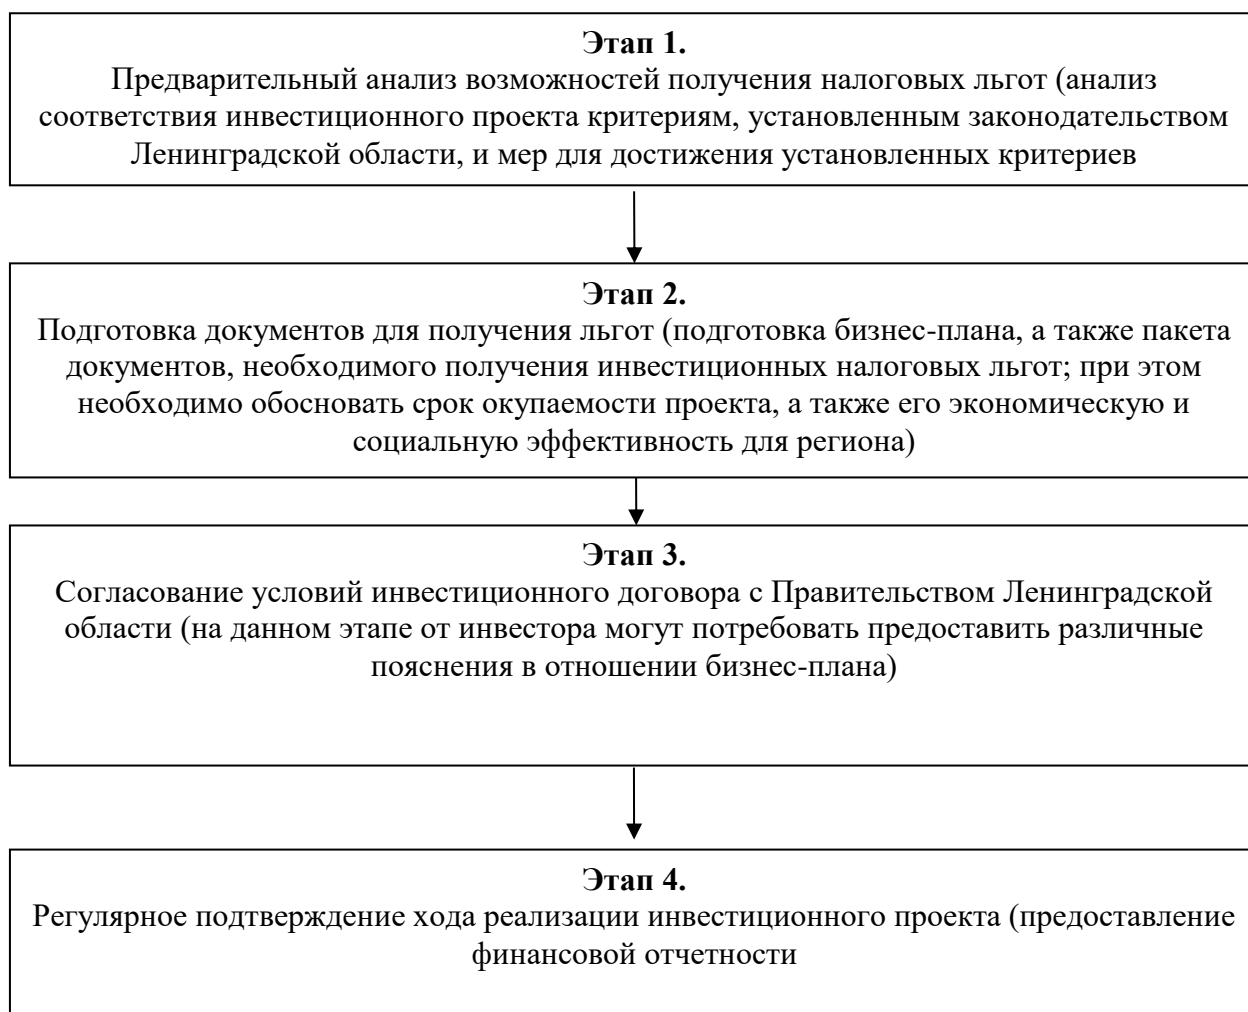 Этап 1.
Предварительный анализ возможностей получения налоговых льгот (анализ
соответствия инвестиционного проекта критериям, установленным законодательством
Ленинградской области, и мер для достижения установленных критериев
Этап 2.
Подготовка документов для получения льгот (подготовка бизнес-плана, а также пакета
документов, необходимого получения инвестиционных налоговых льгот; при этом
необходимо обосновать срок окупаемости проекта, а также его экономическую и
социальную эффективность для региона)
Этап 3.
Согласование условий инвестиционного договора с Правительством Ленинградской
области (на данном этапе от инвестора могут потребовать предоставить различные
пояснения в отношении бизнес-плана)
Этап 4.
Регулярное подтверждение хода реализации инвестиционного проекта (предоставление
финансовой отчетности